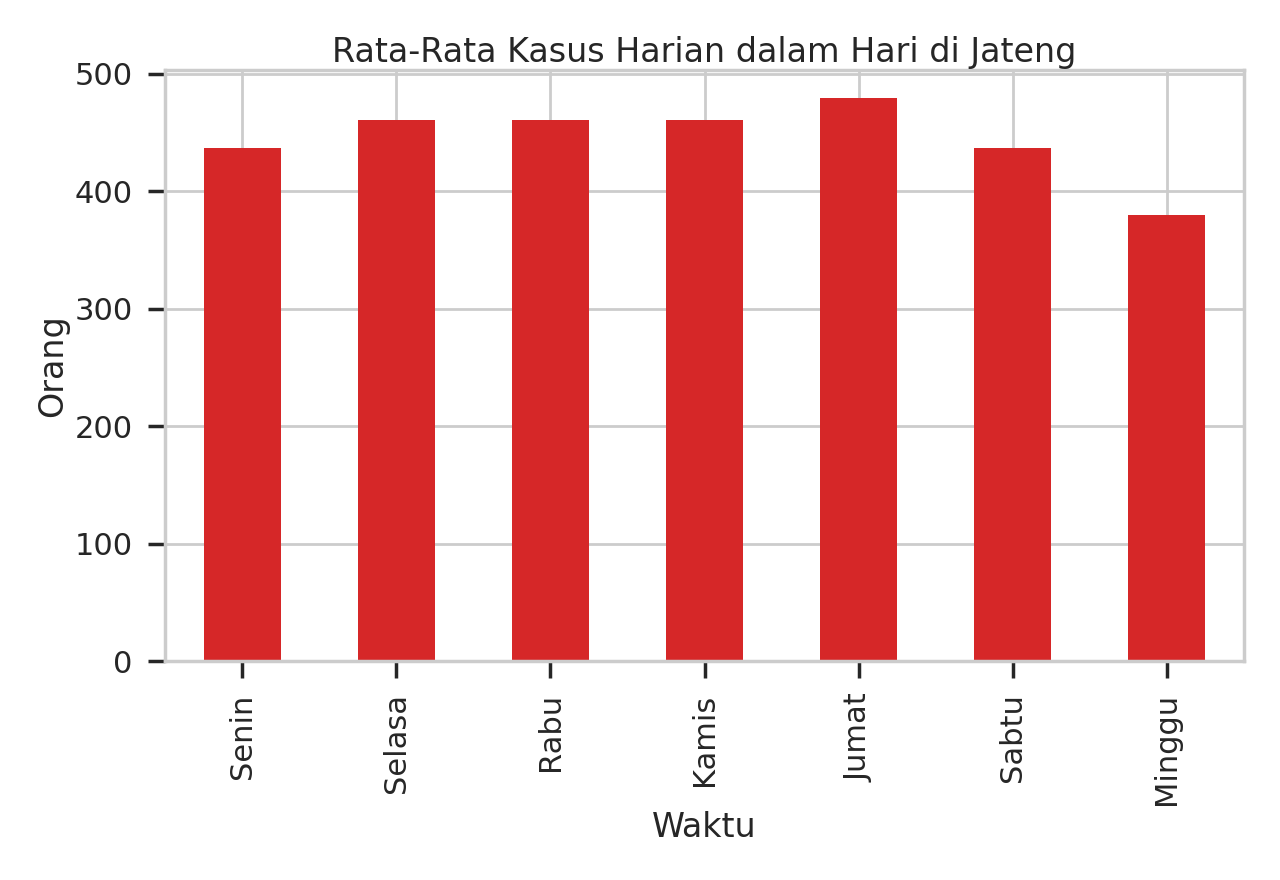 Rata-Rata Kasus Harian dalam Hari di Jateng
500
400
300
200
100
0
Orang
Senin
Selasa
Rabu
Kamis
Jumat
Sabtu
Minggu
Waktu